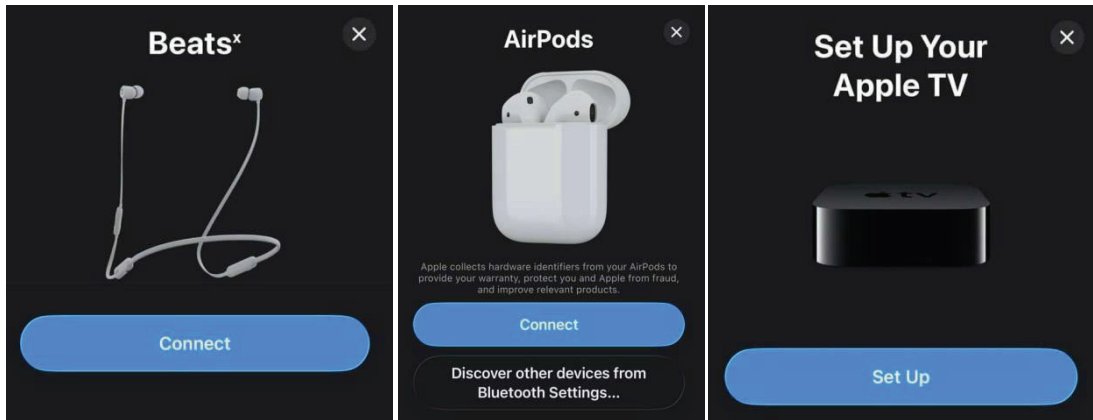 Beatsˣ
Connect
AirPods
Apple collects hardware identifiers from your AirPods to
provide your warranty, protect you and Apple from fraud,
and improve relevant products.
Connect
Discover other devices from
Bluetooth Settings...
Set Up Your
Apple TV
tv
Set Up